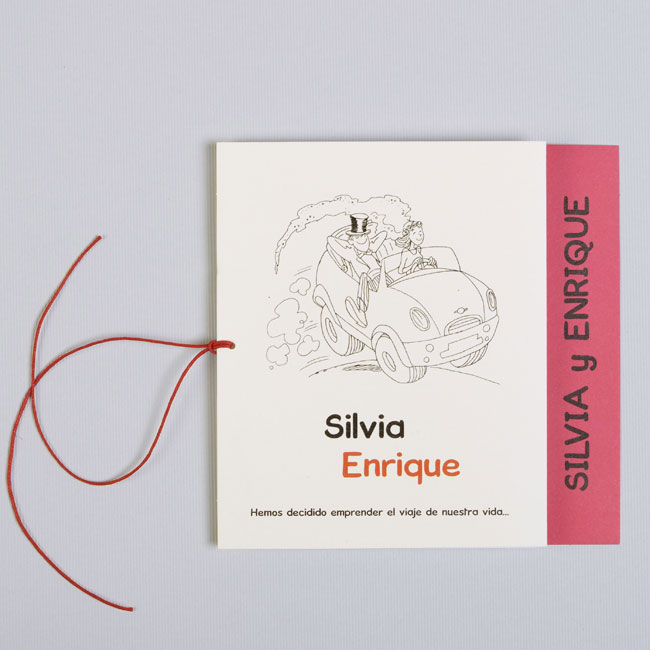 Silvia
Enrique
Hemos decidido emprender el viaje de nuestra vida...
SILVIA y ENRIQUE